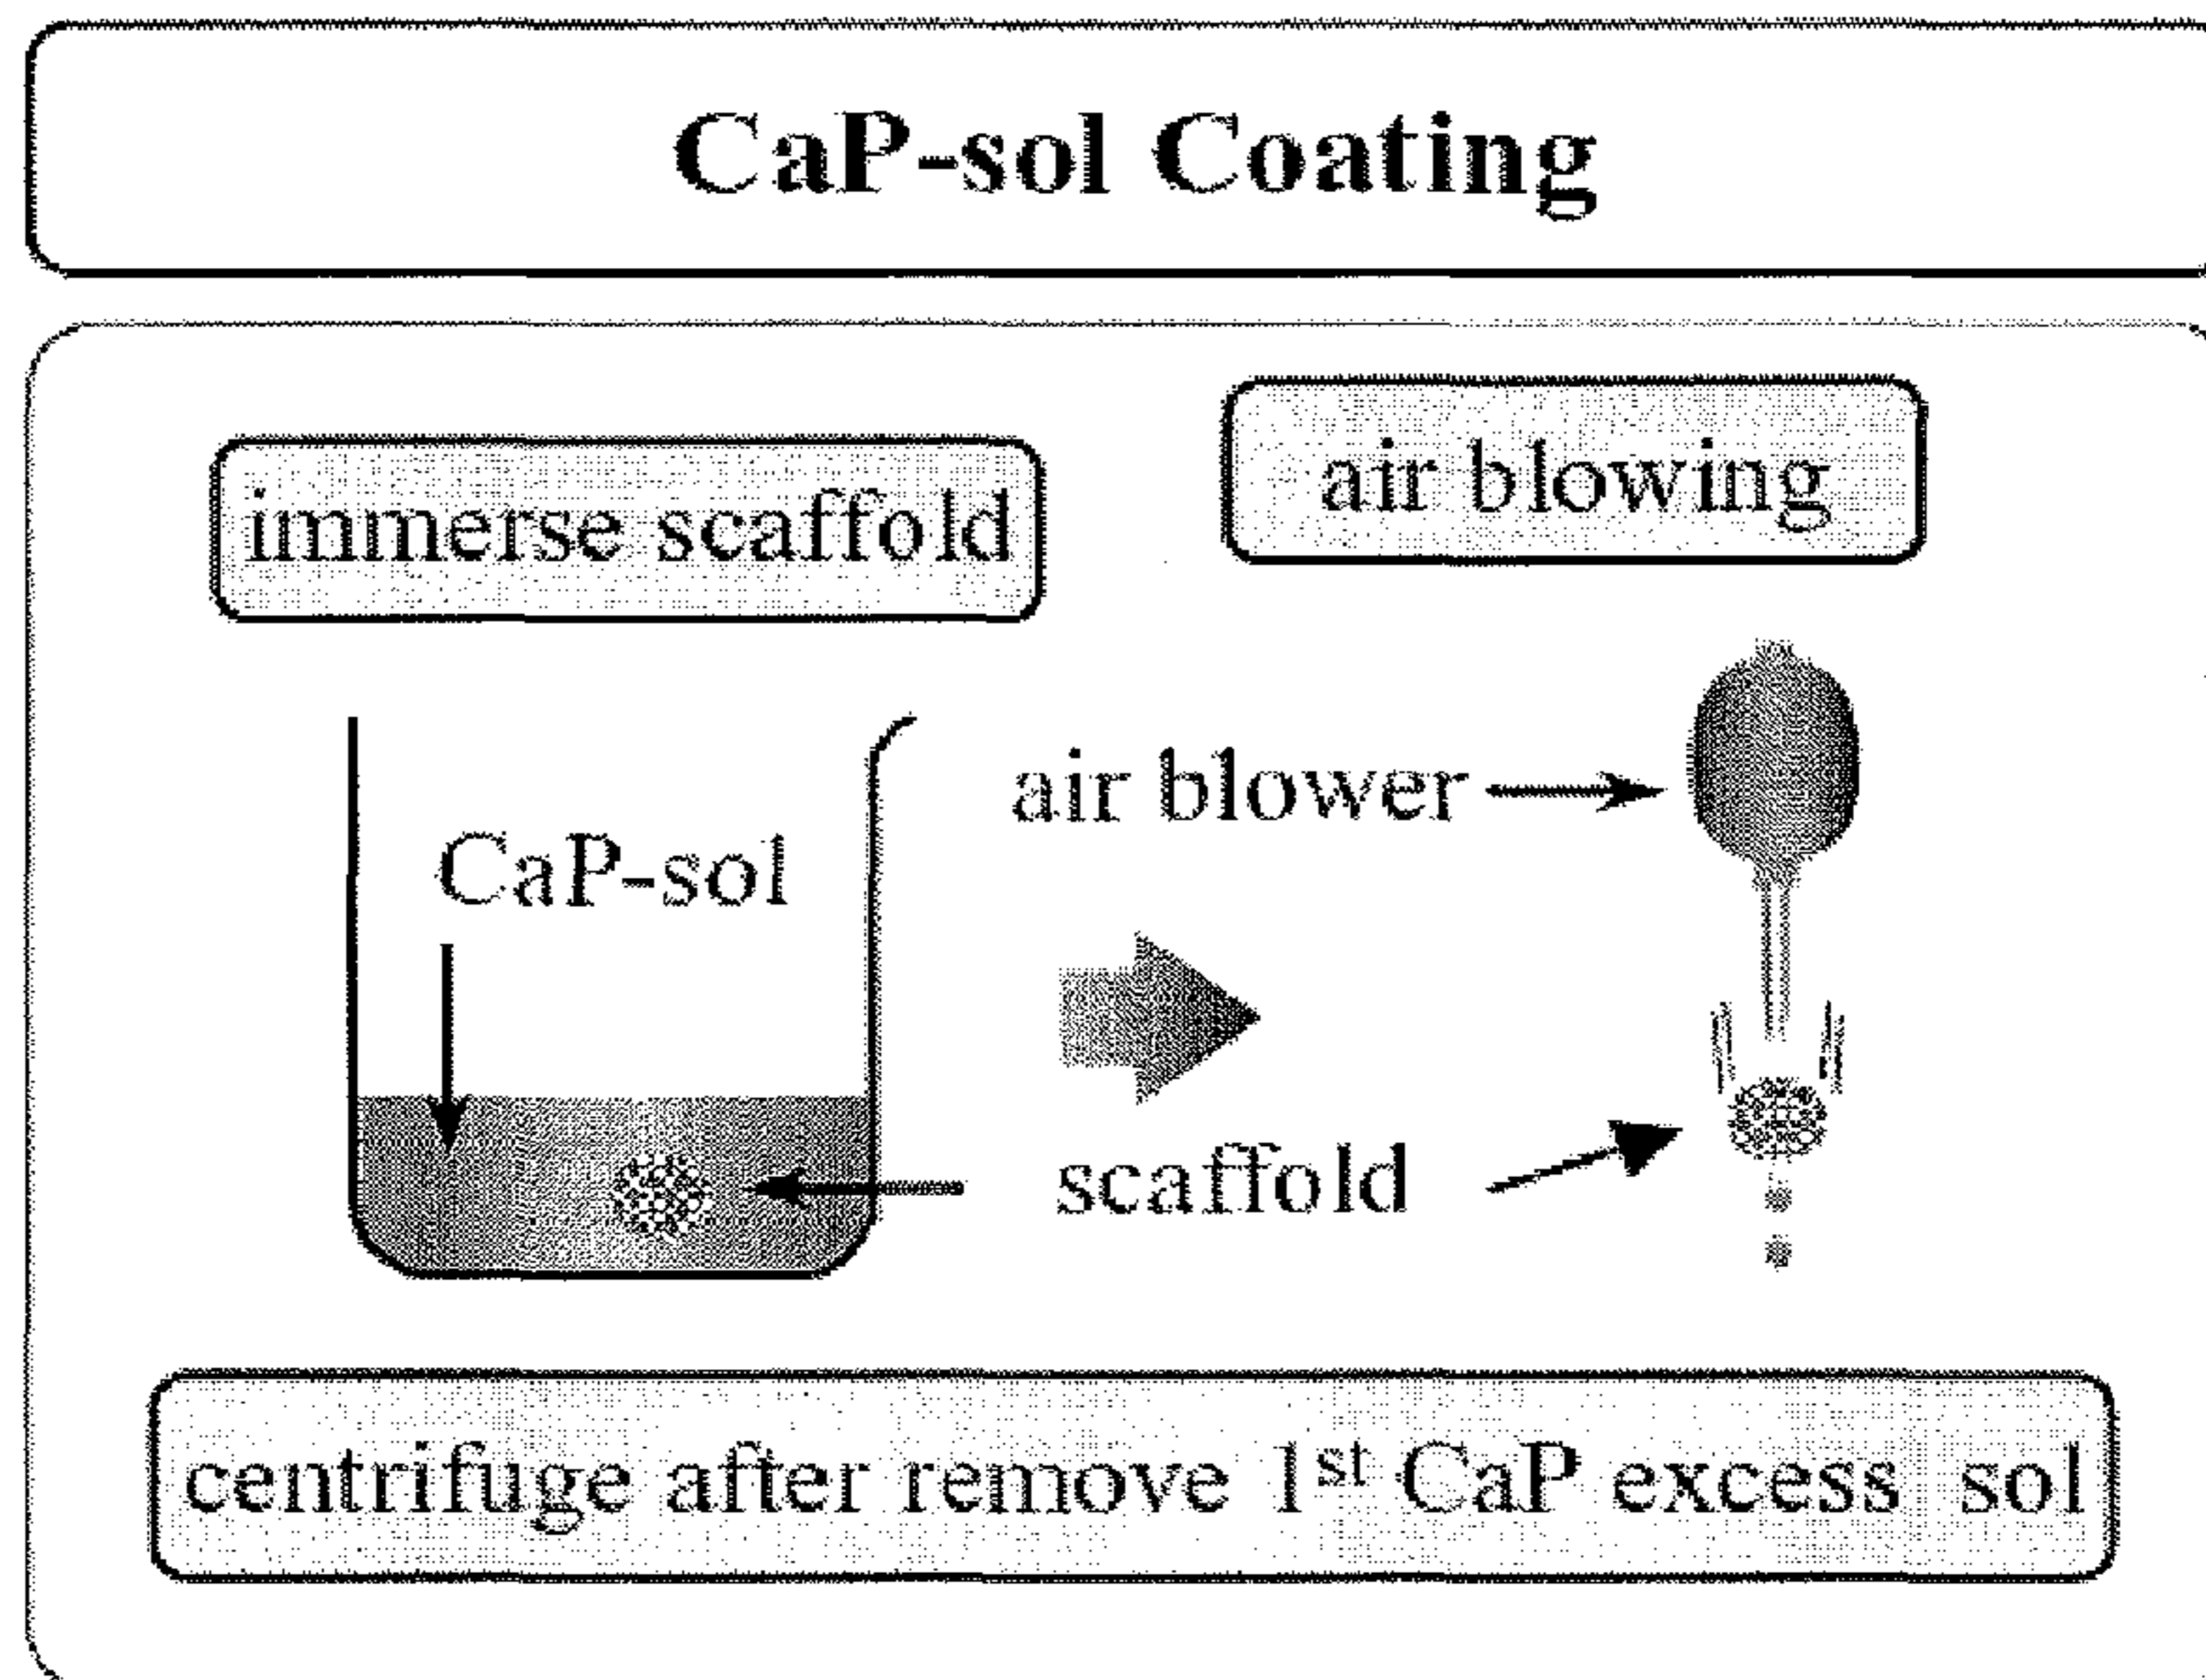 CaP-sol Coating
immerse scaffold
air blowing
CaP-sol
air blower
scaffold
centrifuge after remove 1st CaP excess sol